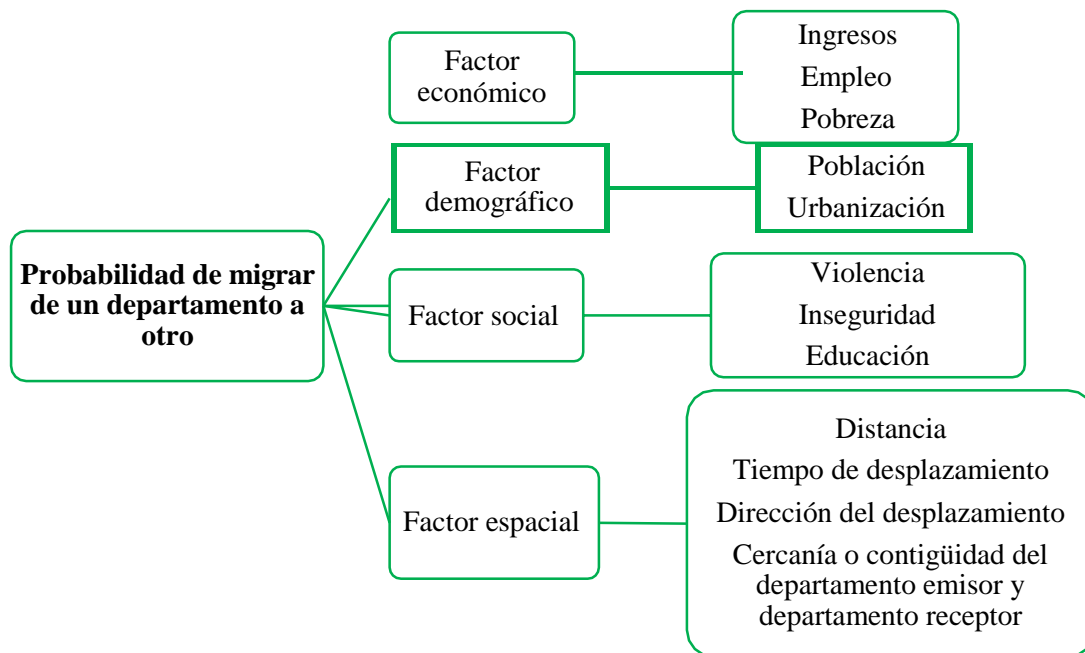 Probabilidad de migrar
de un departamento a
otro
Factor
económico
Ingresos
Empleo
Pobreza
Factor
demográfico
Población
Urbanización
Factor social
Violencia
Inseguridad
Educación
Factor espacial
Distancia
Tiempo de desplazamiento
Dirección del desplazamiento
Cercanía o contigüidad del
departamento emisor y
departamento receptor